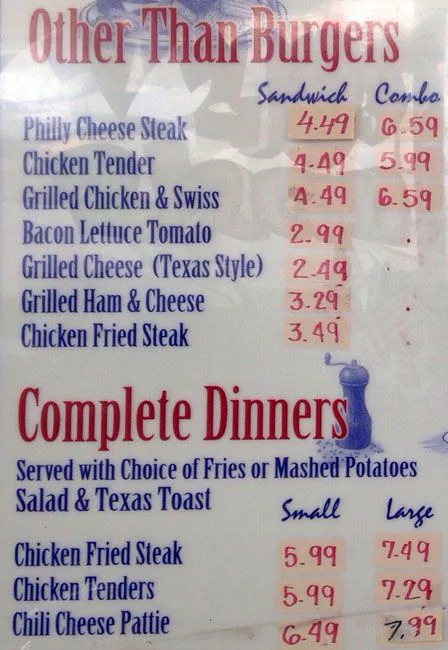 Other Than Burgers
Sandwich Combo
Philly Cheese Steak 4.49 6.59
Chicken Tender 4.49 5.99
Grilled Chicken & Swiss 4.49 6.59
Bacon Lettuce Tomato 2.99
Grilled Cheese (Texas Style) 2.49
Grilled Ham & Cheese 3.29
Chicken Fried Steak 3.49
Complete Dinners
Served with Choice of Fries or Mashed Potatoes
Salad & Texas Toast
Small Large
Chicken Fried Steak 5.99 7.49
Chicken Tenders 5.99 7.29
Chili Cheese Pattie 6.49 7.99